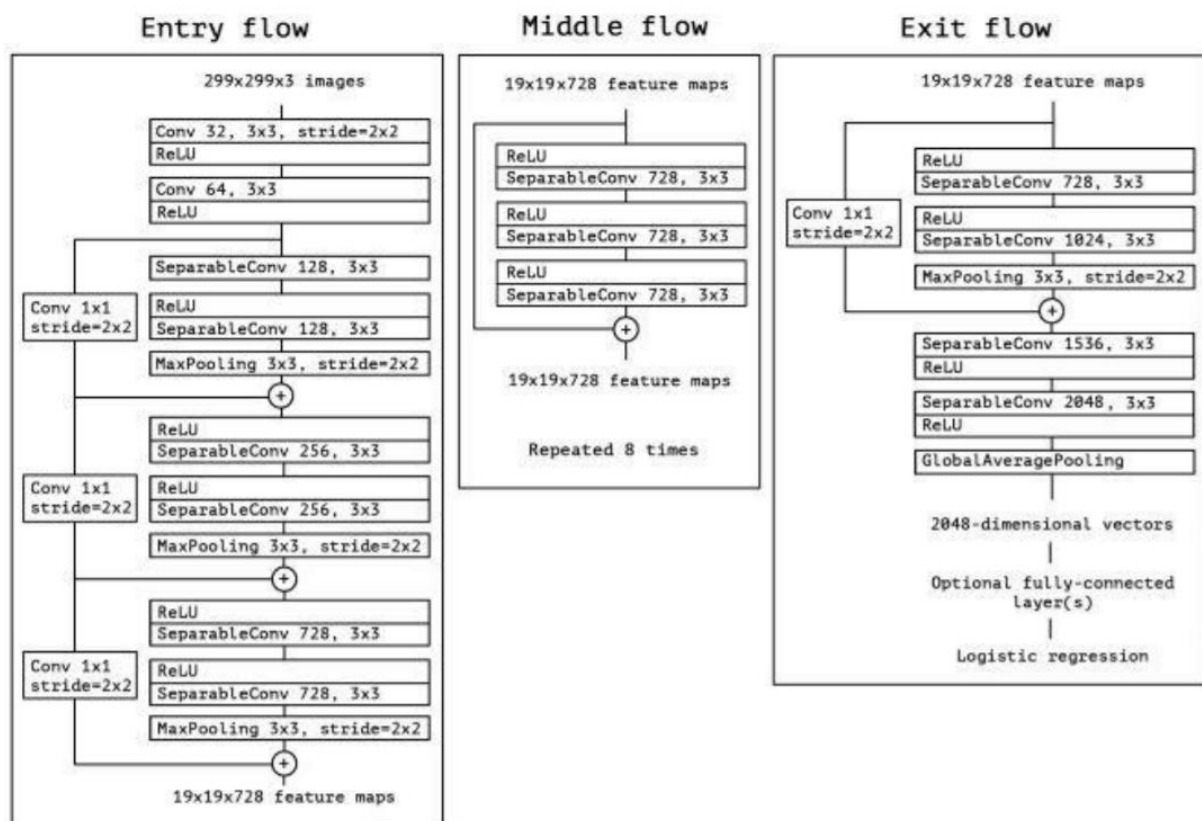 Entry flow
299x299x3 images
Conv 32, 3x3, stride=2x2
ReLU
Conv 64, 3x3
ReLU
SeparableConv 128, 3x3
Conv 1x1
stride=2x2
ReLU
SeparableConv 128, 3x3
MaxPooling 3x3, stride=2x2
+
ReLU
SeparableConv 256, 3x3
Conv 1x1
stride=2x2
ReLU
SeparableConv 256, 3x3
MaxPooling 3x3, stride=2x2
+
ReLU
SeparableConv 728, 3x3
Conv 1x1
stride=2x2
ReLU
SeparableConv 728, 3x3
MaxPooling 3x3, stride=2x2
+
19x19x728 feature maps
Middle flow
19x19x728 feature maps
ReLU
SeparableConv 728, 3x3
ReLU
SeparableConv 728, 3x3
ReLU
SeparableConv 728, 3x3
+
19x19x728 feature maps
Repeated 8 times
Exit flow
19x19x728 feature maps
ReLU
SeparableConv 728, 3x3
Conv 1x1
stride=2x2
ReLU
SeparableConv 1024, 3x3
MaxPooling 3x3, stride=2x2
+
SeparableConv 1536, 3x3
ReLU
SeparableConv 2048, 3x3
ReLU
GlobalAveragePooling
2048-dimensional vectors
Optional fully-connected
layer(s)
Logistic regression